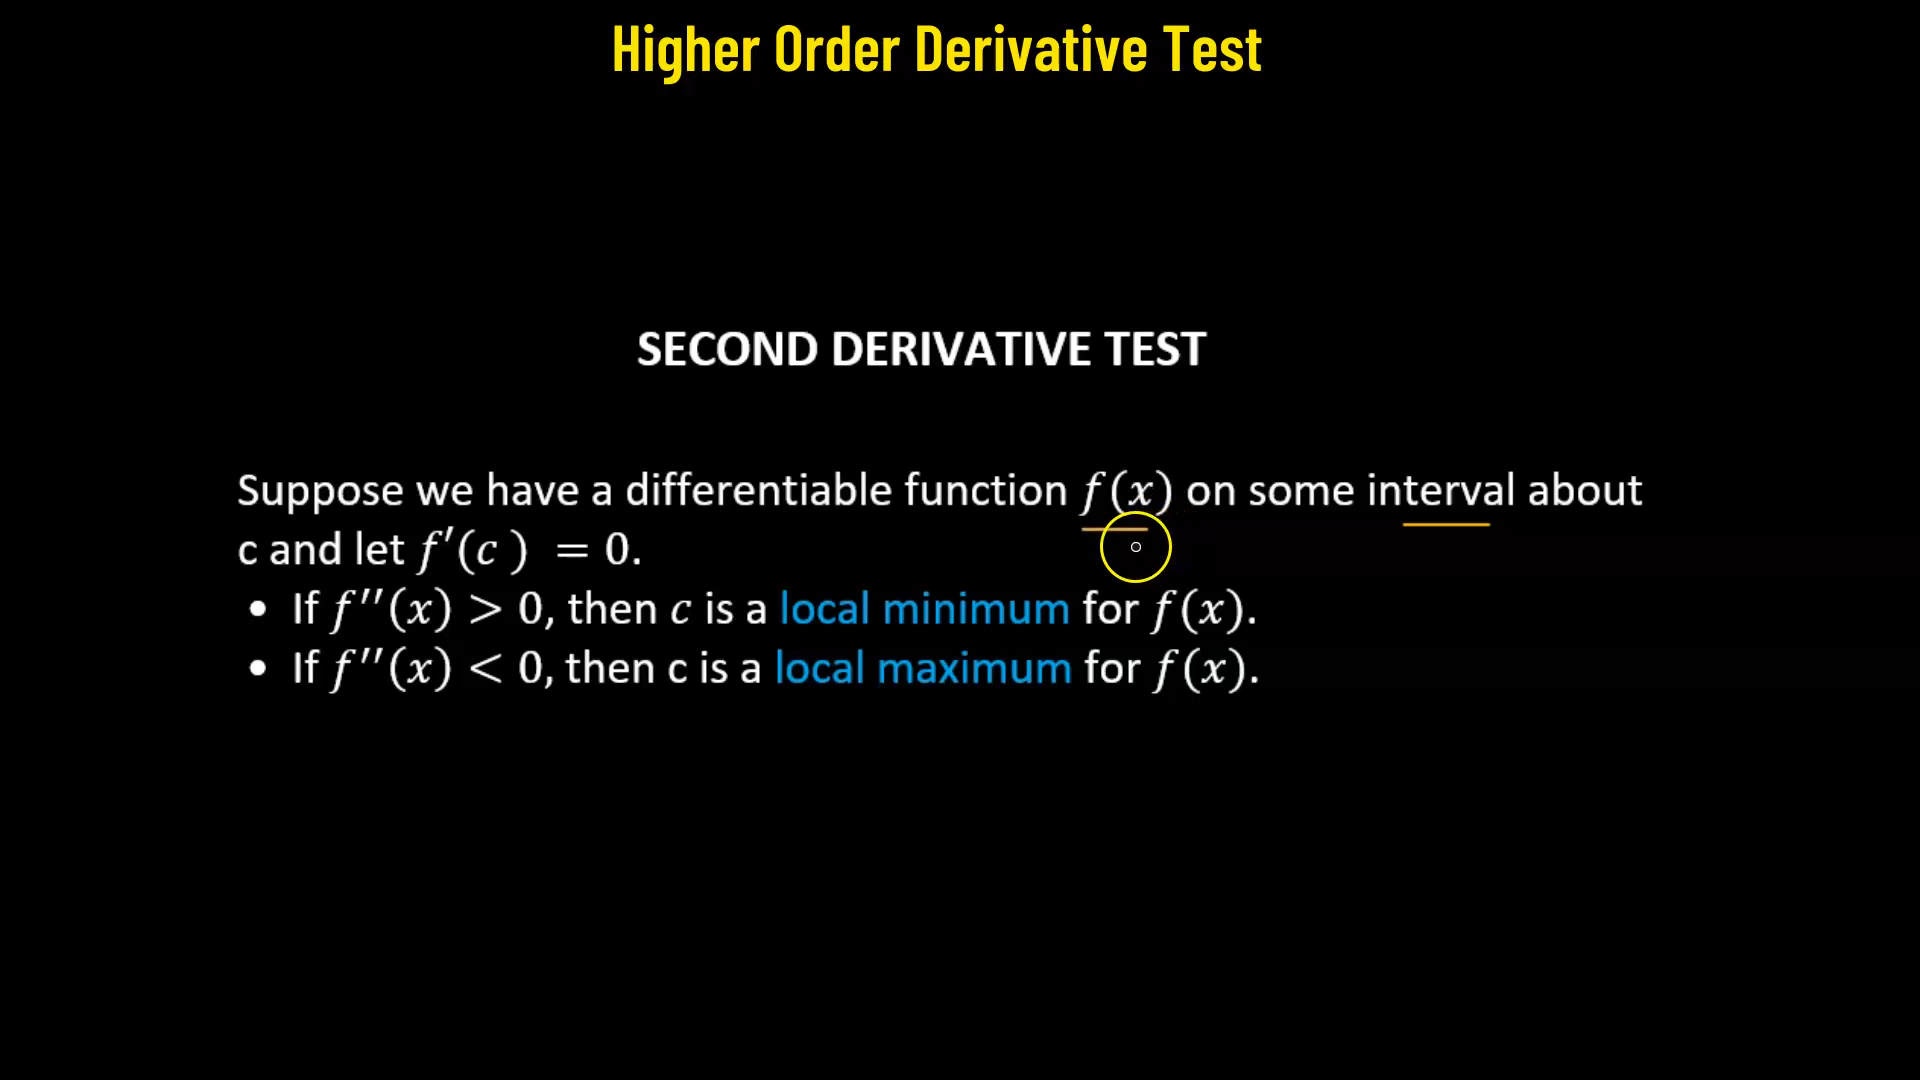 Higher Order Derivative Test
SECOND DERIVATIVE TEST
Suppose we have a differentiable function f(x) on some interval about
c and let f′(c ) = 0.
• If f′′(x) > 0, then c is a local minimum for f(x).
• If f′′(x) < 0, then c is a local maximum for f(x).